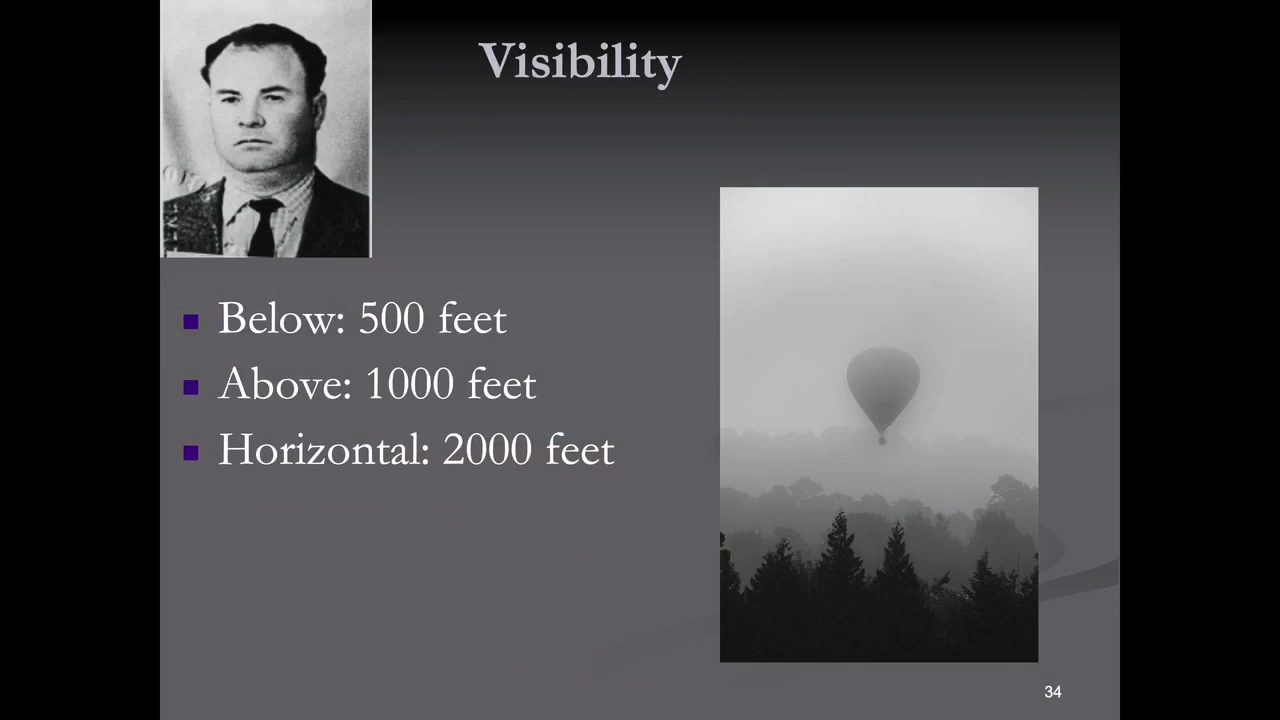 Visibility
Below: 500 feet
Above: 1000 feet
Horizontal: 2000 feet
34